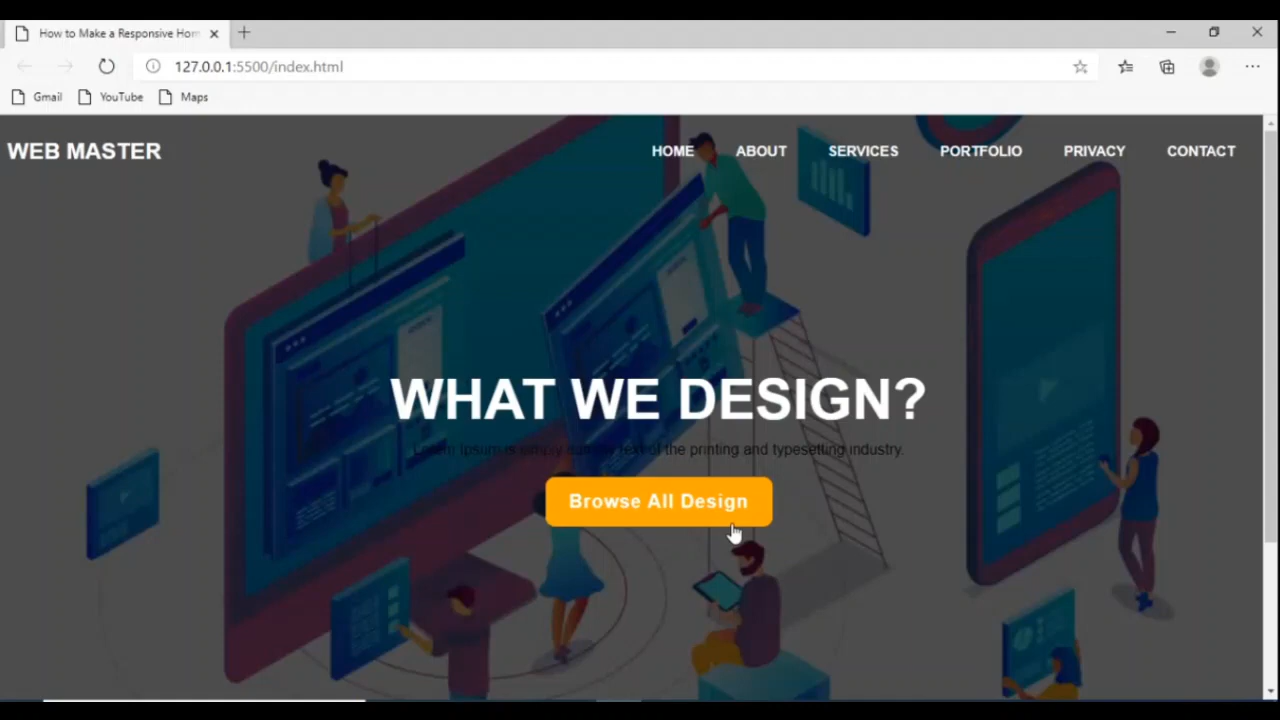 How to Make a Responsive Hom
127.0.0.1:5500/index.html
Gmail YouTube Maps
WEB MASTER HOME ABOUT SERVICES PORTFOLIO PRIVACY CONTACT
WHAT WE DESIGN?
Lorem Ipsum is simply dummy text of the printing and typesetting industry.
Browse All Design